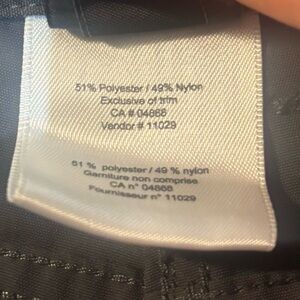 51% Polyester / 49% Nylon
Exclusive of trim
CA # 04868
Vendor # 11029
51 % polyester / 49 % nylon
Garniture non comprise
CA n° 04868
Fournisseur n° 11029